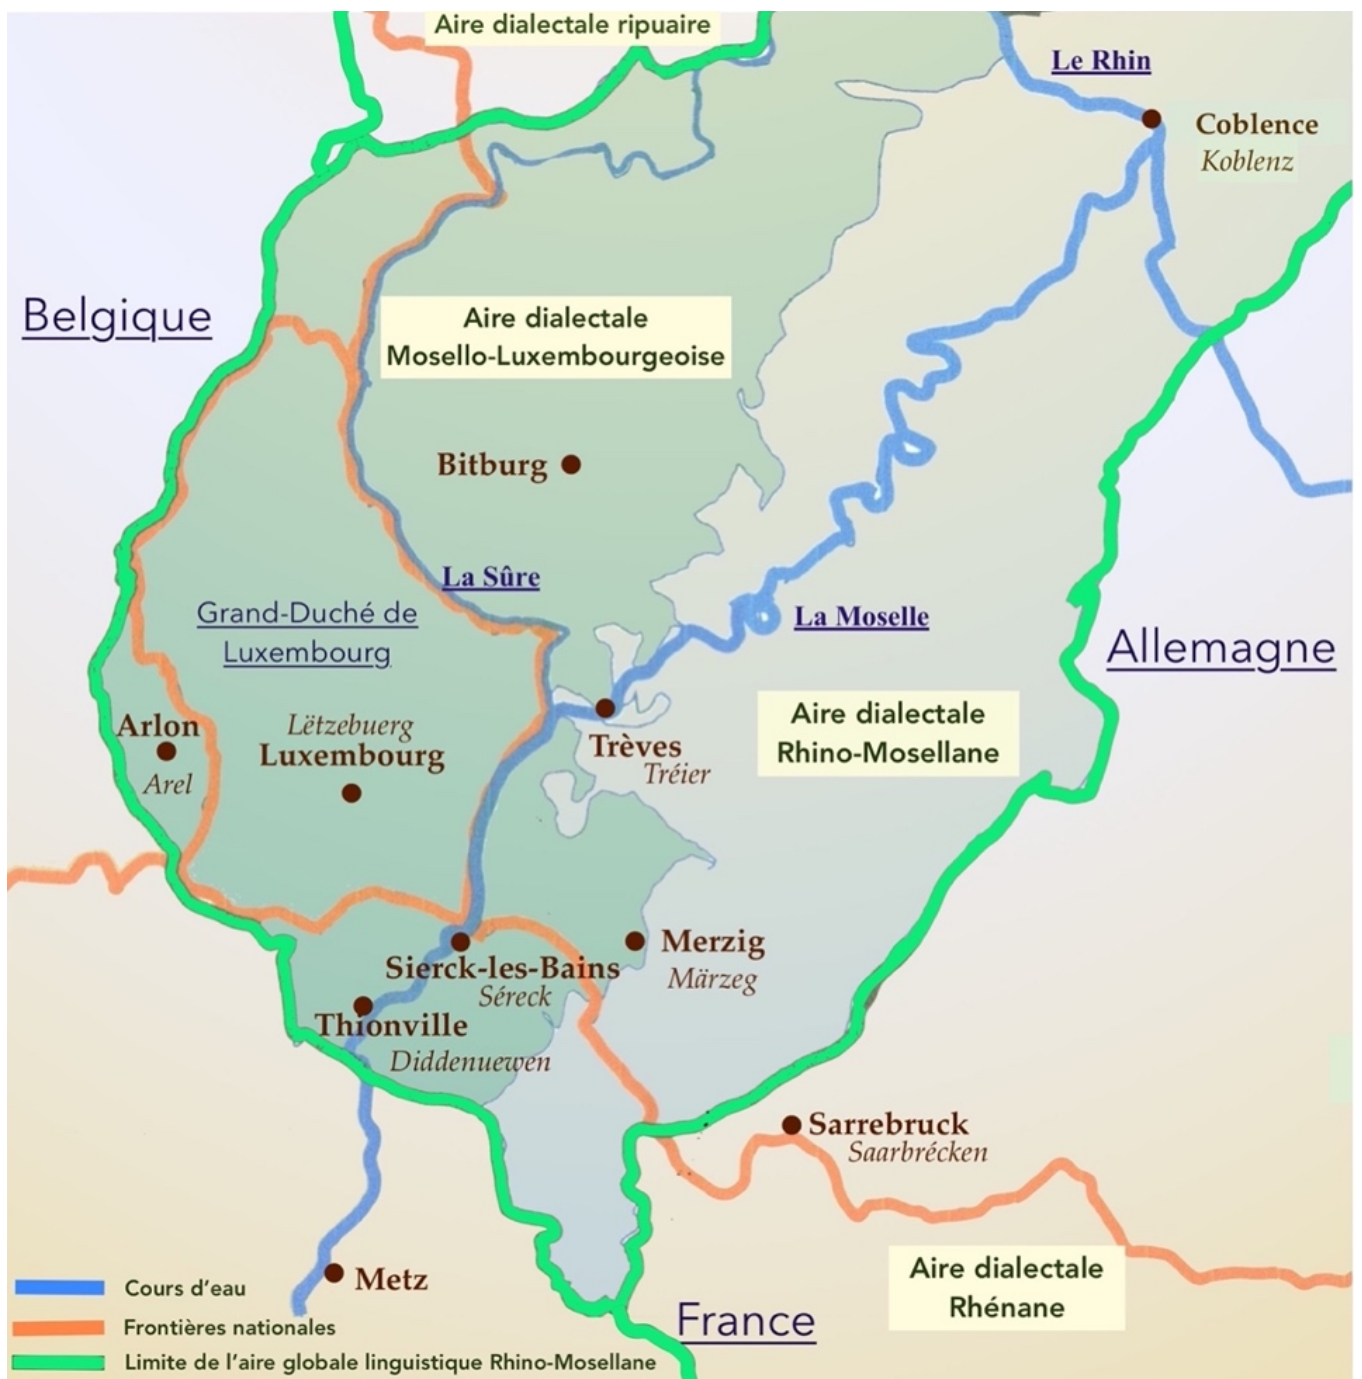 Aire dialectale ripuaire
Le Rhin
Coblence
Koblenz
Belgique
Aire dialectale
Mosello-Luxembourgeoise
Bitburg
La Sûre
Grand-Duché de
Luxembourg
La Moselle
Allemagne
Arlon
Arel
Lëtzebuerg
Luxembourg
Trèves
Tréier
Aire dialectale
Rhino-Mosellane
Merzig
Märzeg
Sierck-les-Bains
Séreck
Thionville
Diddenuewen
Sarrebruck
Saarbrécken
Metz
Aire dialectale
Rhénane
France
Cours d'eau
Frontières nationales
Limite de l'aire globale linguistique Rhino-Mosellane